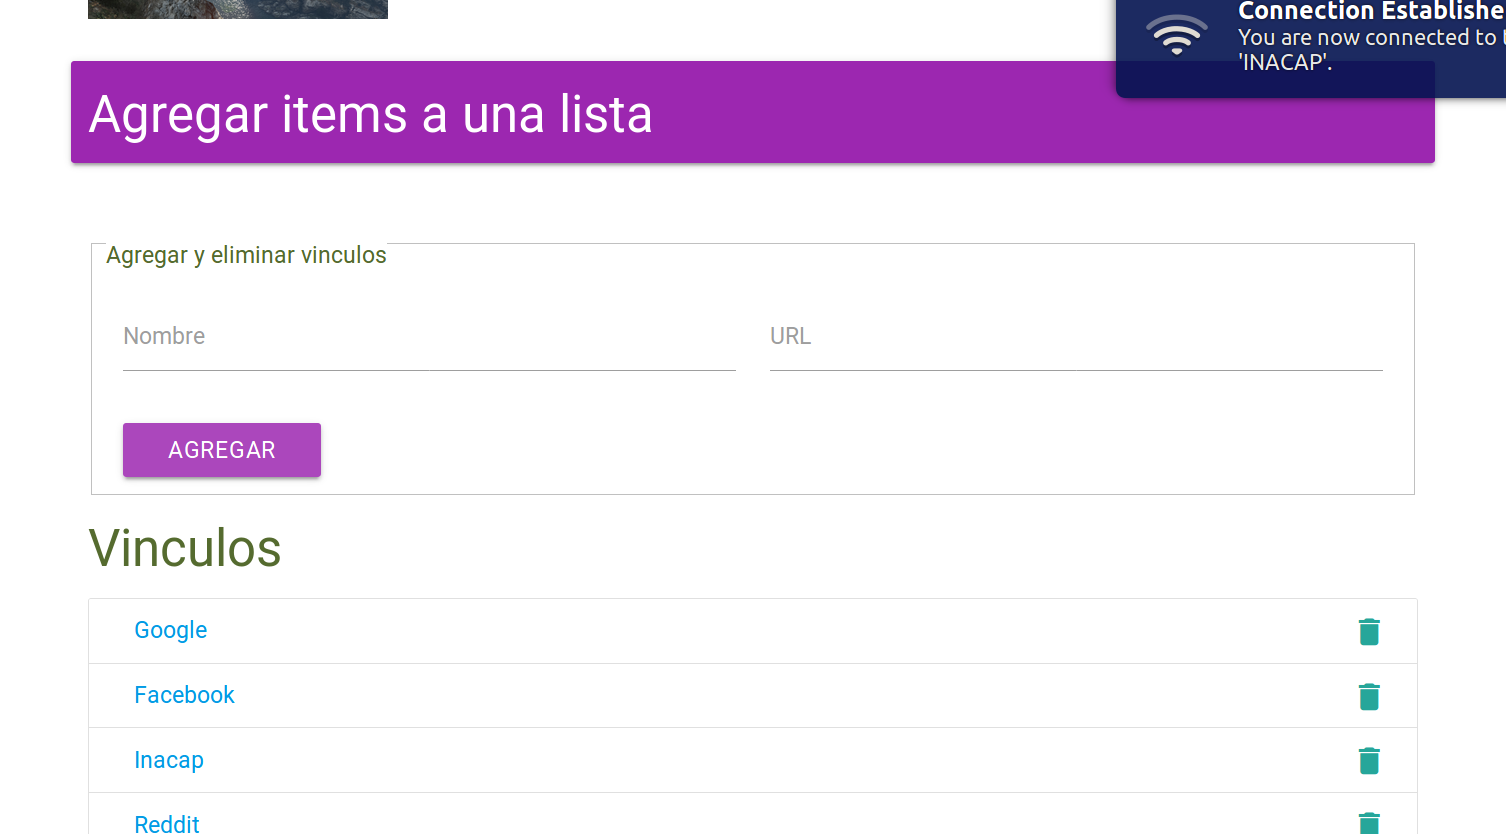 Connection Establishe
You are now connected to t
'INACAP'.
Agregar items a una lista
Agregar y eliminar vinculos
Nombre
URL
AGREGAR
Vinculos
Google
Facebook
Inacap
Reddit